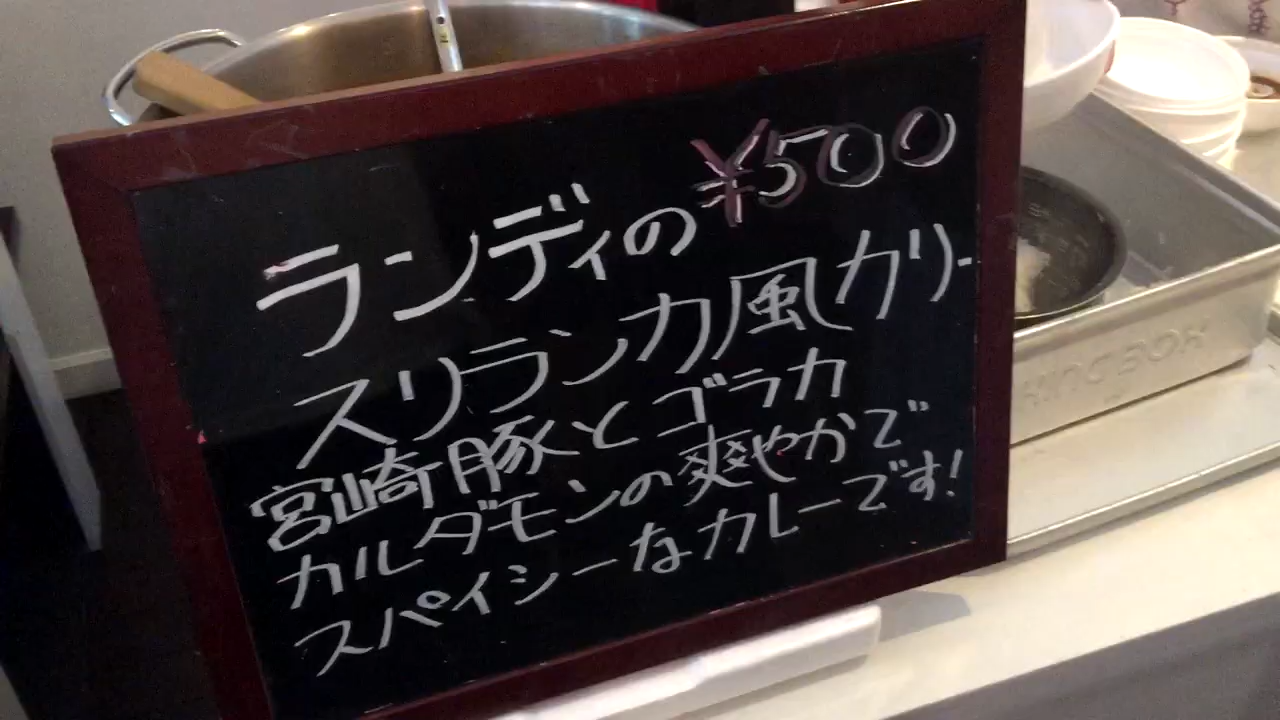 ¥500
ランディの
スリランカ風カリー
宮崎豚とゴラカ
カルダモンの爽やかで
スパイシーなカレーです!